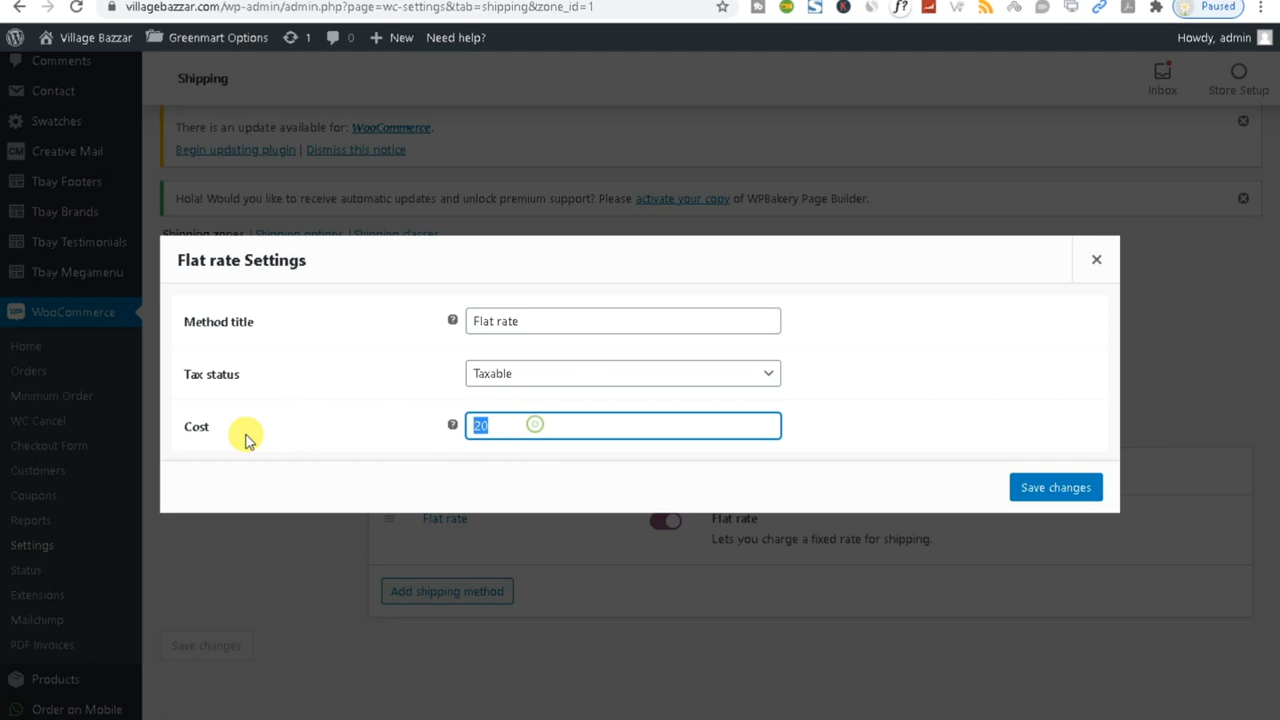 villagebazzar.com/wp-admin/admin.php?page=wc-settings&tab=shipping&zone_id=1
Paused
Village Bazzar
Greenmart Options
1
0
New
Need help?
Howdy, admin
Comments
Contact
Swatches
Creative Mail
Tbay Footers
Tbay Brands
Tbay Testimonials
Tbay Megamenu
WooCommerce
Home
Orders
Minimum Order
WC Cancel
Checkout Form
Customers
Coupons
Reports
Settings
Status
Extensions
Mailchimp
PDF Invoices
Products
Order on Mobile
Shipping
Inbox
Store Setup
There is an update available for: WooCommerce.
Begin updating plugin | Dismiss this notice
Hola! Would you like to receive automatic updates and unlock premium support? Please activate your copy of WPBakery Page Builder.
Shipping zones | Shipping options | Shipping classes
Flat rate Settings
Method title
Flat rate
Tax status
Taxable
Cost
20
Save changes
Flat rate
Flat rate
Lets you charge a fixed rate for shipping.
Add shipping method
Save changes